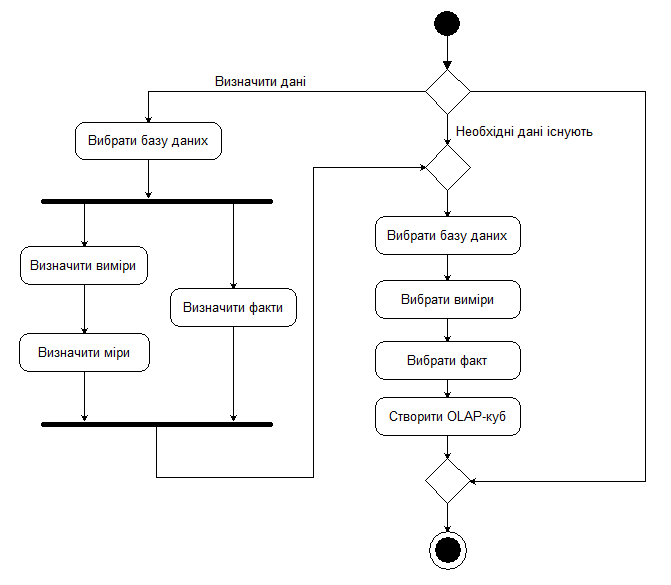 Визначити дані
Необхідні дані існують
Вибрати базу даних
Визначити виміри
Визначити факти
Визначити міри
Вибрати базу даних
Вибрати виміри
Вибрати факт
Створити OLAP-куб